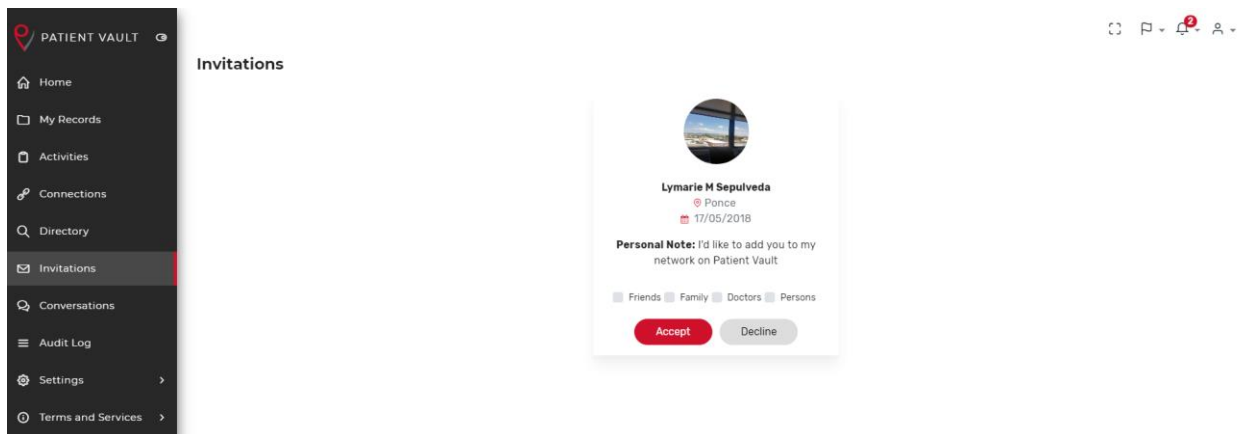 PATIENT VAULT
2
Home
My Records
Activities
Connections
Directory
Invitations
Conversations
Audit Log
Settings
Terms and Services
Invitations
Lymarie M Sepulveda
Ponce
17/05/2018
Personal Note: I'd like to add you to my
network on Patient Vault
Friends Family Doctors Persons
Accept Decline